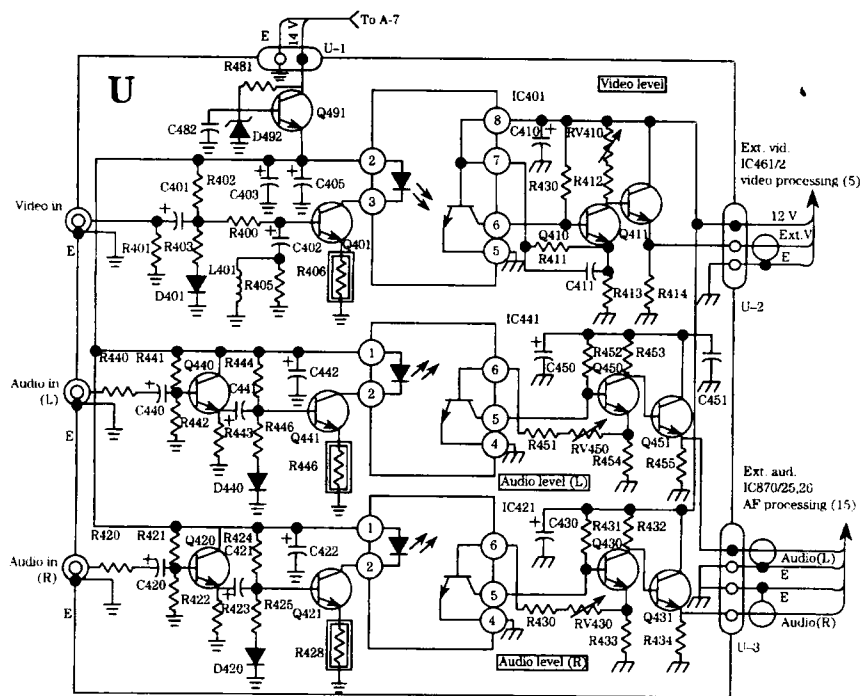 To A-7
E
14 V
U-1
R481
U
C482
D492
Q491
IC401
Video level
8
C410
RV410
7
R430
R412
Ext. vid.
IC461/2
video processing (5)
2
C401
R402
C403
C405
3
Video in
E
R401
R403
R400
C402
Q401
6
5
Q410
Q411
R411
C411
12 V
Ext.V
E
L401
R405
R406
D401
R413
R414
U-2
IC441
R440
R441
Q440
R444
C442
1
6
C450
R452
Q450
R453
C451
Audio in
(L)
E
C440
C441
2
R442
R443
R446
Q441
5
4
R451
RV450
Q451
R454
R455
R446
D440
Audio level (L)
Ext. aud.
IC870/25,26
AF processing (15)
IC421
R420
R421
Q420
R424
C421
C422
1
6
C430
R431
Q430
R432
Audio in
(R)
E
C420
2
R422
R423
R425
Q421
5
4
R430
RV430
Q431
R433
R434
Audio(L)
E
E
Audio(R)
R428
D420
Audio level (R)
U-3